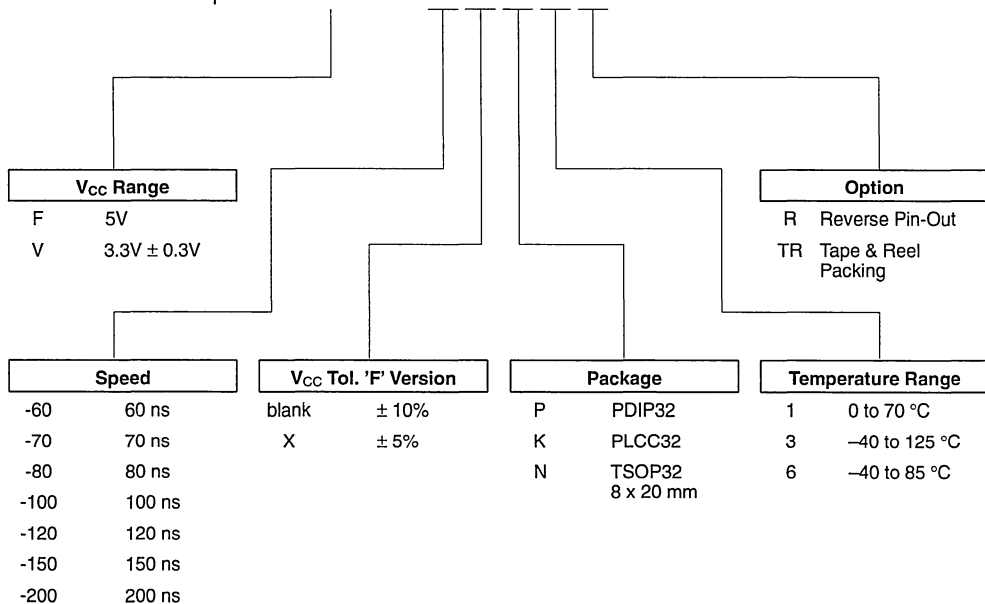 Vcc Range
F 5V
V 3.3V ± 0.3V
Option
R Reverse Pin-Out
TR Tape & Reel
Packing
Speed
-60 60 ns
-70 70 ns
-80 80 ns
-100 100 ns
-120 120 ns
-150 150 ns
-200 200 ns
Vcc Tol. 'F' Version
blank ± 10%
X ± 5%
Package
P PDIP32
K PLCC32
N TSOP32
8 x 20 mm
Temperature Range
1 0 to 70 °C
3 –40 to 125 °C
6 –40 to 85 °C